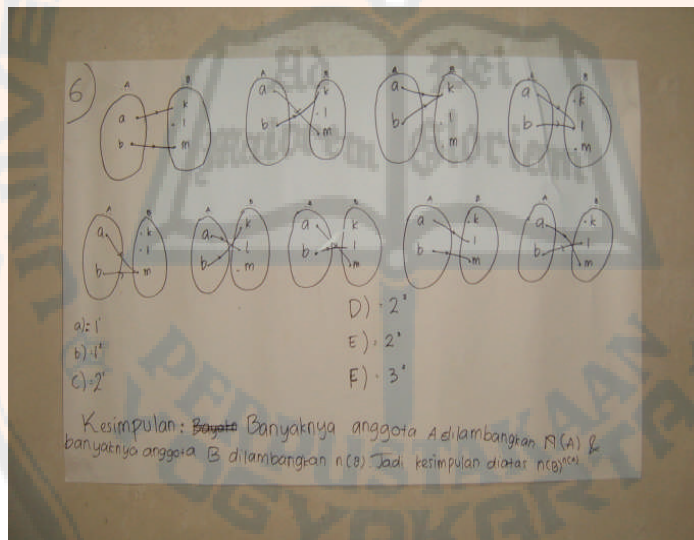 6)
A B A B A B A B
a b k l m
a b k l m
a b k l m
a b k l m
A B A B A B A B A B
a b k l m
a b k l m
a b k l m
a b k l m
a b k l m
a) = 1
b) = 1
c) = 2
D) = 2
E) = 2
F) = 3
Kesimpulan: Banyaknya anggota A dilambangkan N(A) &
banyaknya anggota B dilambangkan n(B) Jadi kesimpulan diatas n(B)ⁿ⁽ᴬ⁾